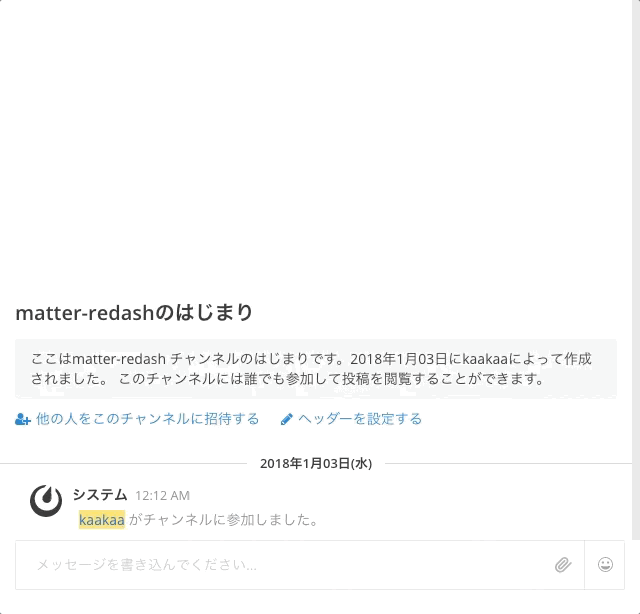 matter-redashのはじまり
ここはmatter-redash チャンネルのはじまりです。2018年1月03日にkaakaaによって作成
されました。 このチャンネルには誰でも参加して投稿を閲覧することができます。
他の人をこのチャンネルに招待する ヘッダーを設定する
2018年1月03日(水)
システム 12:12 AM
kaakaa がチャンネルに参加しました。
メッセージを書き込んでください...